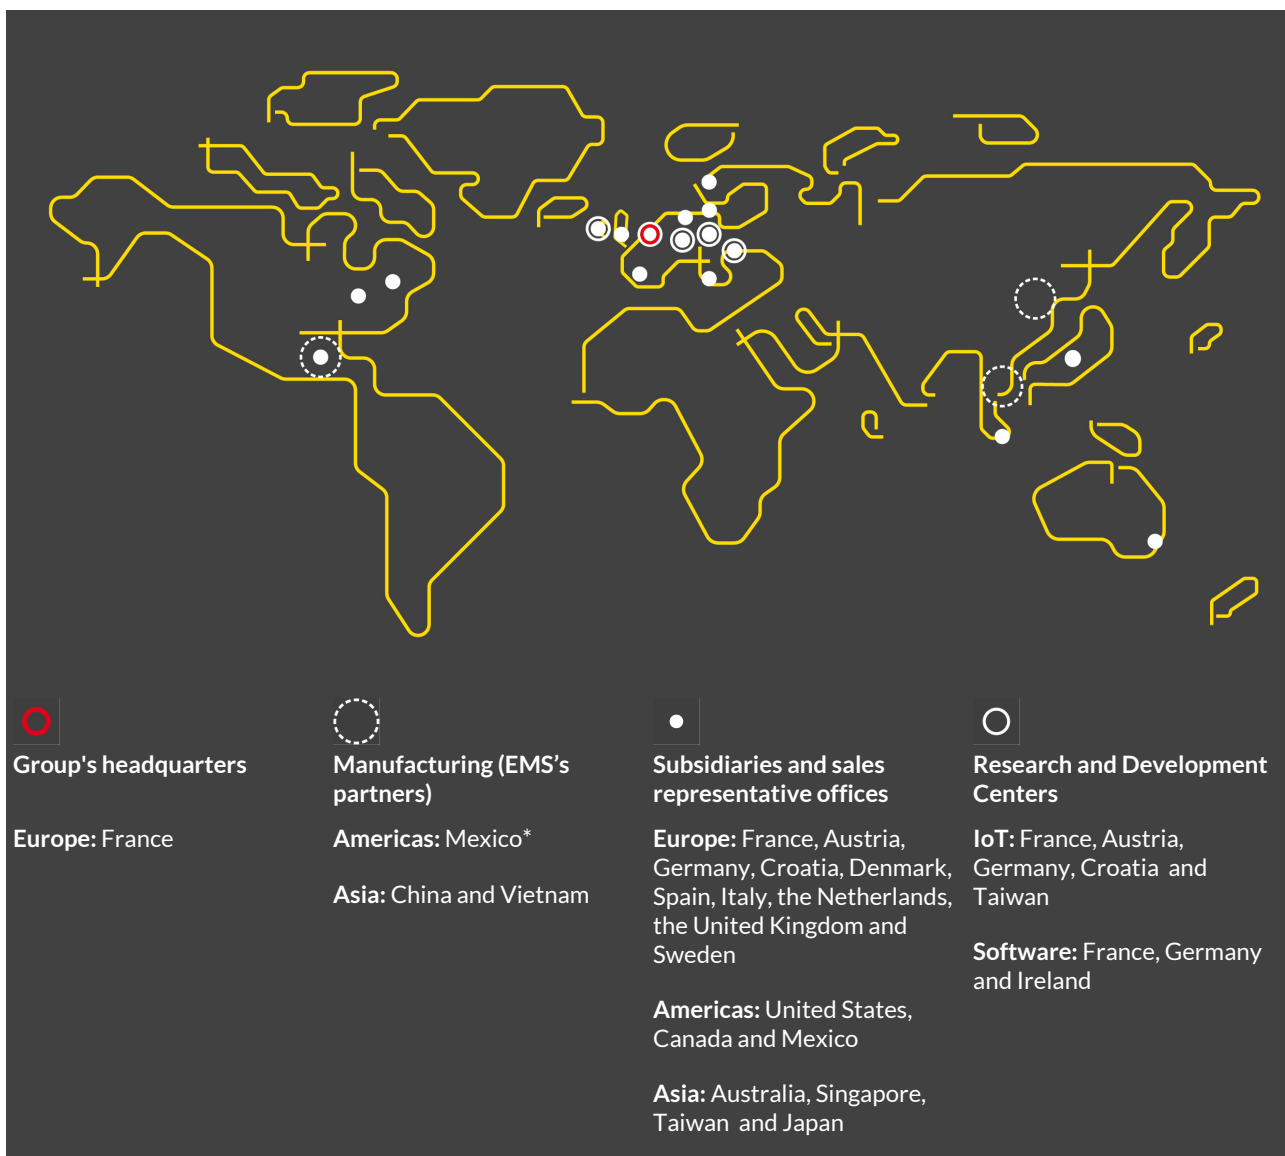 Group's headquarters
Europe: France
Manufacturing (EMS’s
partners)
Americas: Mexico*
Asia: China and Vietnam
Subsidiaries and sales
representative offices
Europe: France, Austria,
Germany, Croatia, Denmark,
Spain, Italy, the Netherlands,
the United Kingdom and
Sweden
Americas: United States,
Canada and Mexico
Asia: Australia, Singapore,
Taiwan and Japan
Research and Development
Centers
IoT: France, Austria,
Germany, Croatia and
Taiwan
Software: France, Germany
and Ireland